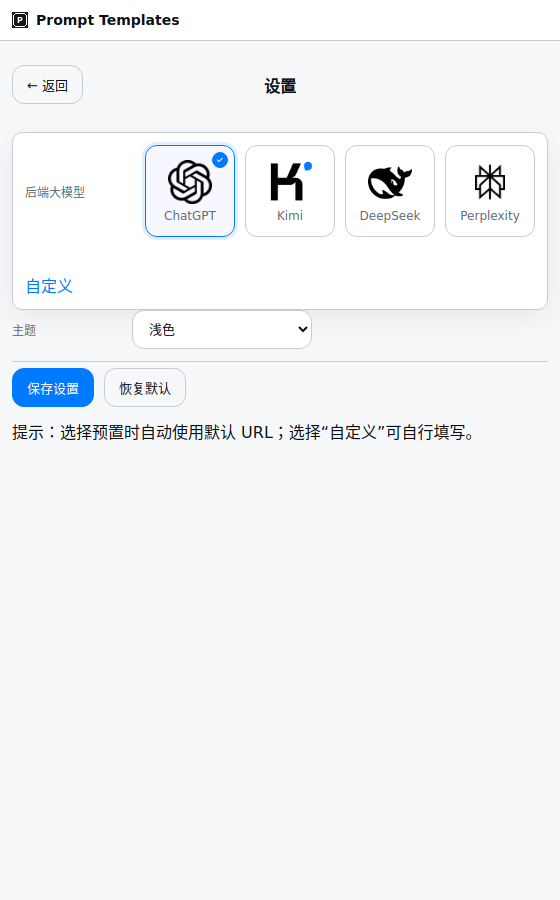 P Prompt Templates
← 返回
设置
后端大模型
ChatGPT
Kimi
DeepSeek
Perplexity
自定义
主题
浅色
保存设置
恢复默认
提示：选择预置时自动使用默认 URL；选择“自定义”可自行填写。